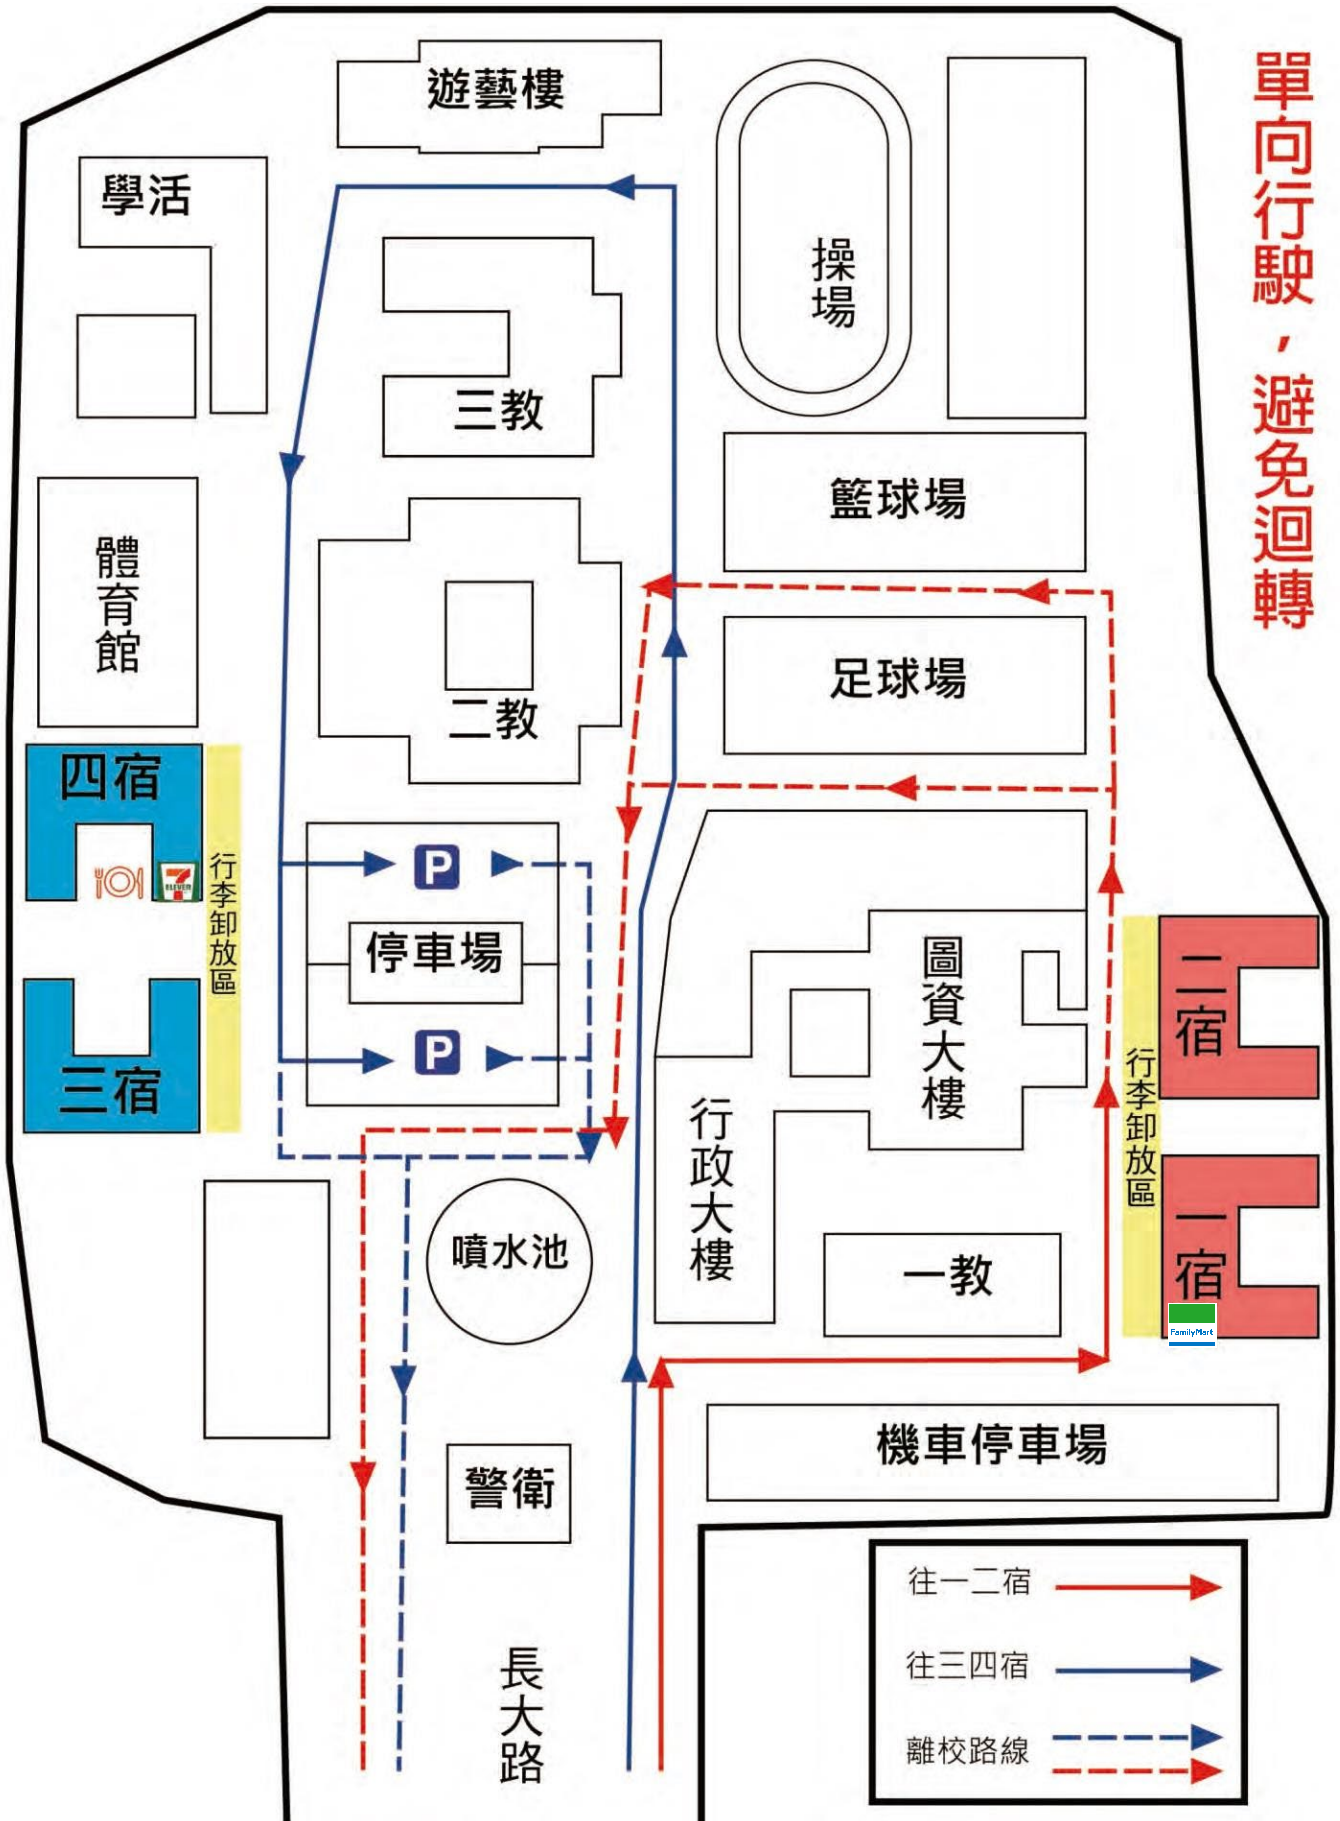 單向行駛，避免迴轉
遊藝樓
學活
操場
三教
籃球場
體育館
足球場
二教
四宿
7
ELEVEN
行李卸放區
P
停車場
P
三宿
圖資大樓
二宿
行李卸放區
行政大樓
一宿
FamilyMart
噴水池
一教
機車停車場
警衛
長大路
往一二宿
往三四宿
離校路線